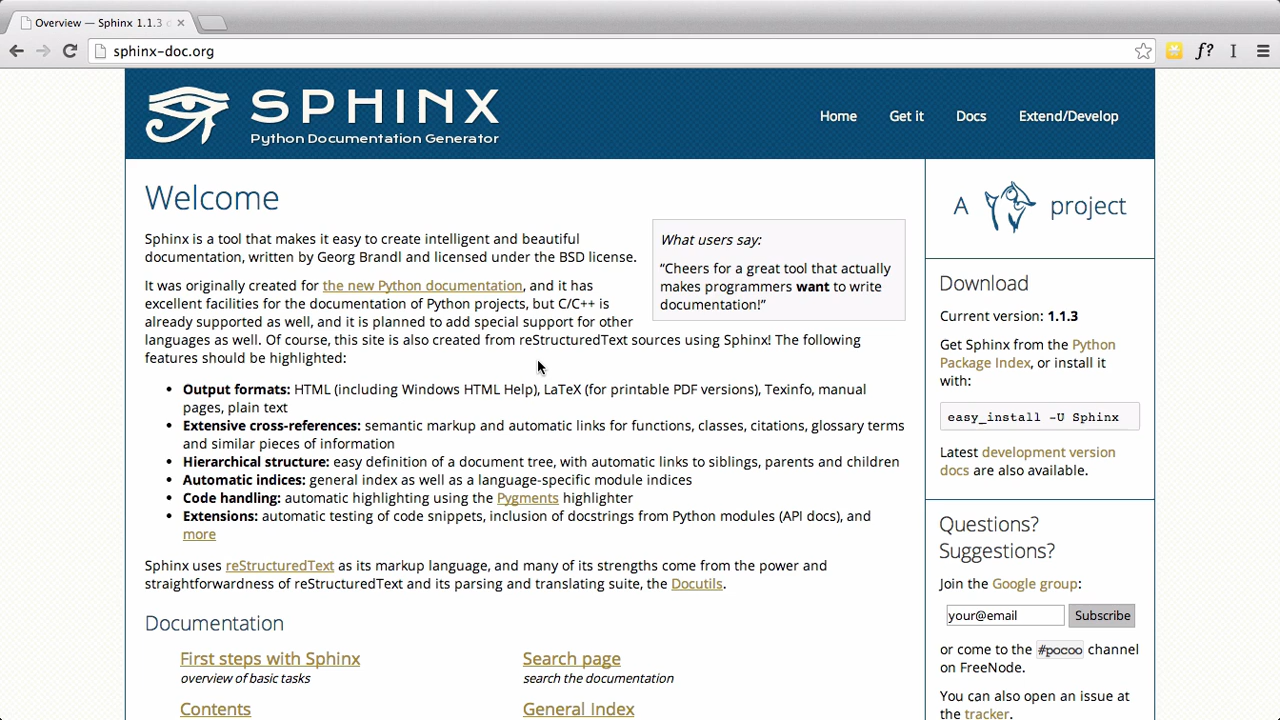 Overview — Sphinx 1.1.3
sphinx-doc.org
f?
SPHINX
Python Documentation Generator
Home
Get it
Docs
Extend/Develop
Welcome
Sphinx is a tool that makes it easy to create intelligent and beautiful
documentation, written by Georg Brandl and licensed under the BSD license.
What users say:
“Cheers for a great tool that actually
makes programmers want to write
documentation!”
It was originally created for the new Python documentation, and it has
excellent facilities for the documentation of Python projects, but C/C++ is
already supported as well, and it is planned to add special support for other
languages as well. Of course, this site is also created from reStructuredText sources using Sphinx! The following
features should be highlighted:
• Output formats: HTML (including Windows HTML Help), LaTeX (for printable PDF versions), Texinfo, manual
pages, plain text
• Extensive cross-references: semantic markup and automatic links for functions, classes, citations, glossary terms
and similar pieces of information
• Hierarchical structure: easy definition of a document tree, with automatic links to siblings, parents and children
• Automatic indices: general index as well as a language-specific module indices
• Code handling: automatic highlighting using the Pygments highlighter
• Extensions: automatic testing of code snippets, inclusion of docstrings from Python modules (API docs), and
more
Sphinx uses reStructuredText as its markup language, and many of its strengths come from the power and
straightforwardness of reStructuredText and its parsing and translating suite, the Docutils.
Documentation
First steps with Sphinx
overview of basic tasks
Search page
search the documentation
Contents
General Index
A project
Download
Current version: 1.1.3
Get Sphinx from the Python
Package Index, or install it
with:
easy_install -U Sphinx
Latest development version
docs are also available.
Questions?
Suggestions?
Join the Google group:
your@email
Subscribe
or come to the #pocoo channel
on FreeNode.
You can also open an issue at
the tracker.